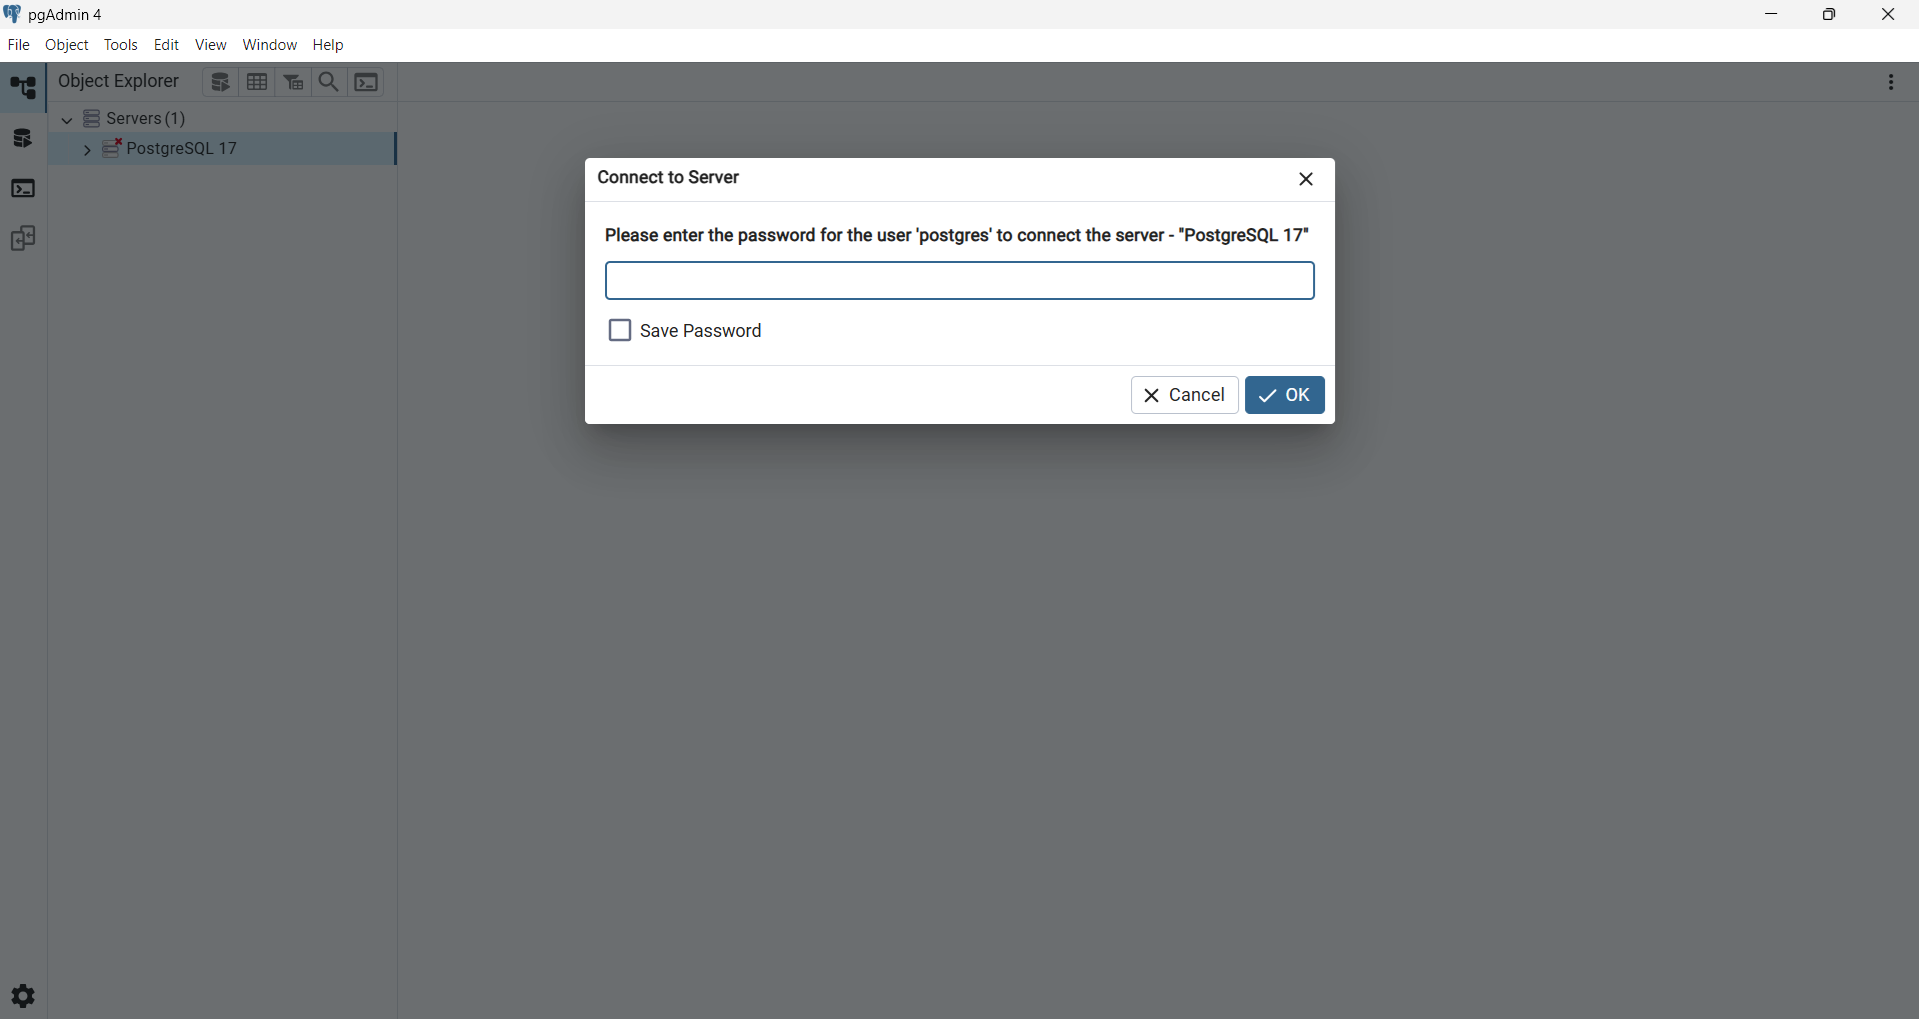 pgAdmin 4
File Object Tools Edit View Window Help
Object Explorer
Servers (1)
PostgreSQL 17
Connect to Server
Please enter the password for the user 'postgres' to connect the server - "PostgreSQL 17"
Save Password
Cancel OK